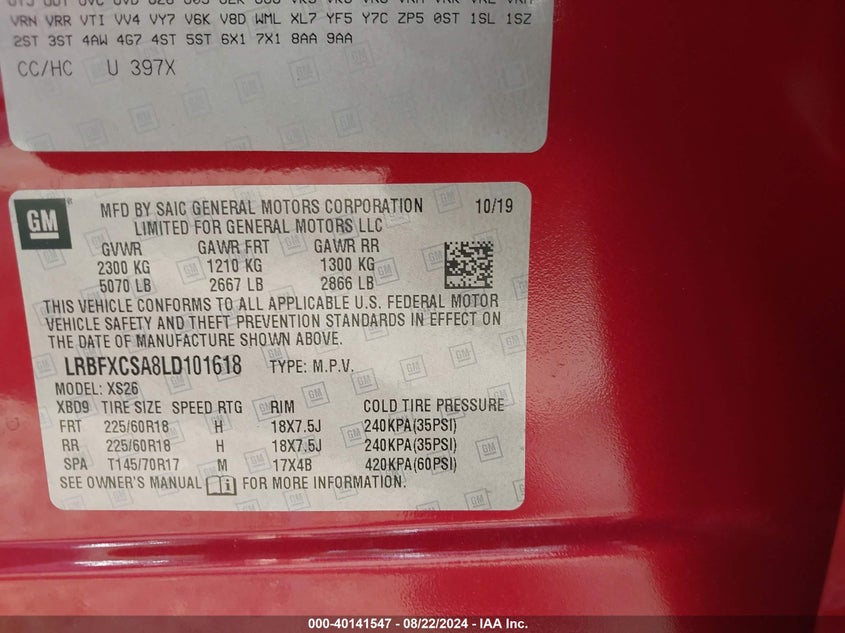 VRN VRR VTI VV4 VY7 V6K V8D WML XL7 YF5 Y7C ZP5 0ST 1SL 1SZ
2ST 3ST 4AW 4G7 4ST 5ST 6X1 7X1 8AA 9AA
CC/HC U 397X
GM MFD BY SAIC GENERAL MOTORS CORPORATION 10/19
LIMITED FOR GENERAL MOTORS LLC
GVWR GAWR FRT GAWR RR
2300 KG 1210 KG 1300 KG
5070 LB 2667 LB 2866 LB
THIS VEHICLE CONFORMS TO ALL APPLICABLE U.S. FEDERAL MOTOR
VEHICLE SAFETY AND THEFT PREVENTION STANDARDS IN EFFECT ON
THE DATE OF MANUFACTURE SHOWN ABOVE.
LRBFXCSA8LD101618 TYPE: M.P.V.
MODEL: XS26
XBD9 TIRE SIZE SPEED RTG RIM COLD TIRE PRESSURE
FRT 225/60R18 H 18X7.5J 240KPA(35PSI)
RR 225/60R18 H 18X7.5J 240KPA(35PSI)
SPA T145/70R17 M 17X4B 420KPA(60PSI)
SEE OWNER'S MANUAL FOR MORE INFORMATION.
000-40141547 - 08/22/2024 - IAA Inc.